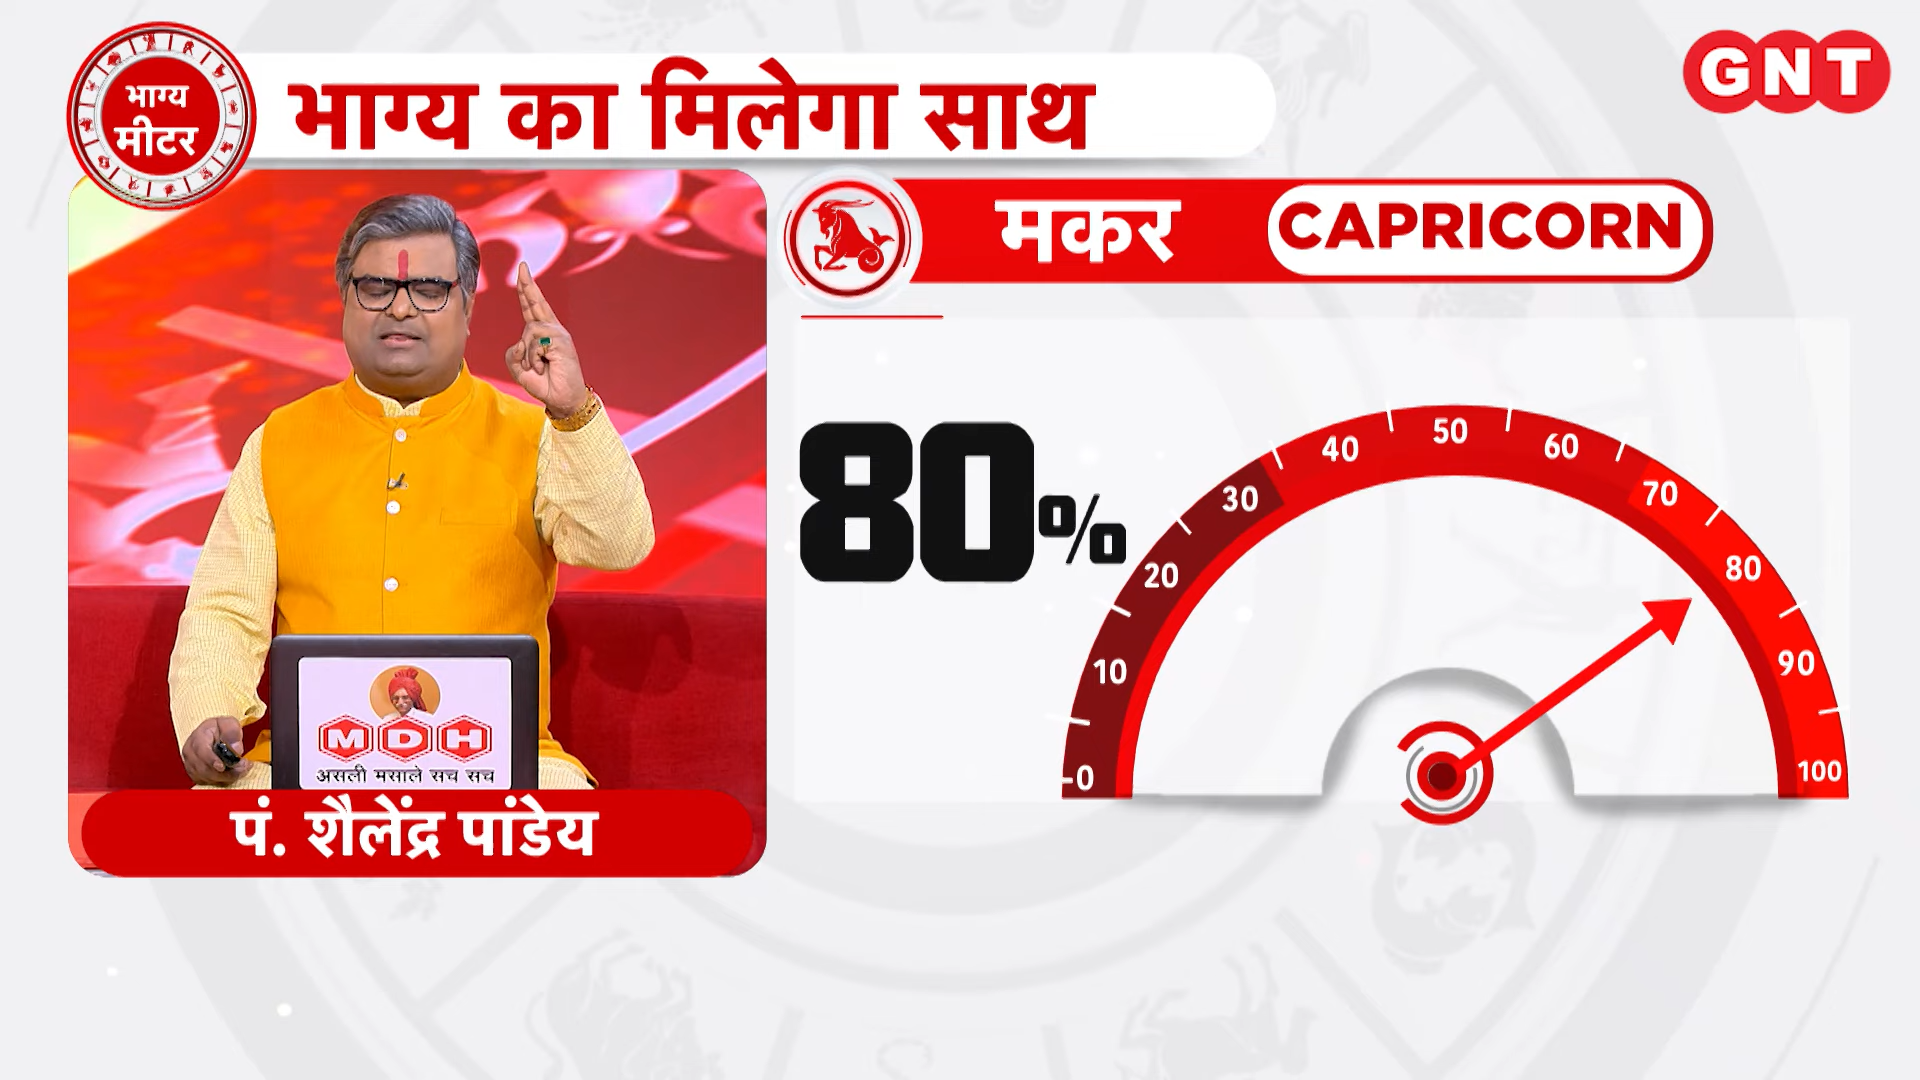 भाग्य
मीटर
भाग्य का मिलेगा साथ
GNT
मकर
CAPRICORN
80%
0
10
20
30
40
50
60
70
80
90
100
MDH
असली मसाले सच सच
पं. शैलेंद्र पांडेय